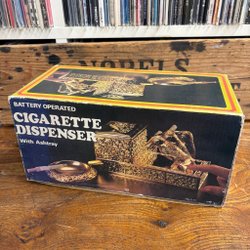 NOBELS
BATTERY OPERATED
CIGARETTE
DISPENSER
With Ashtray